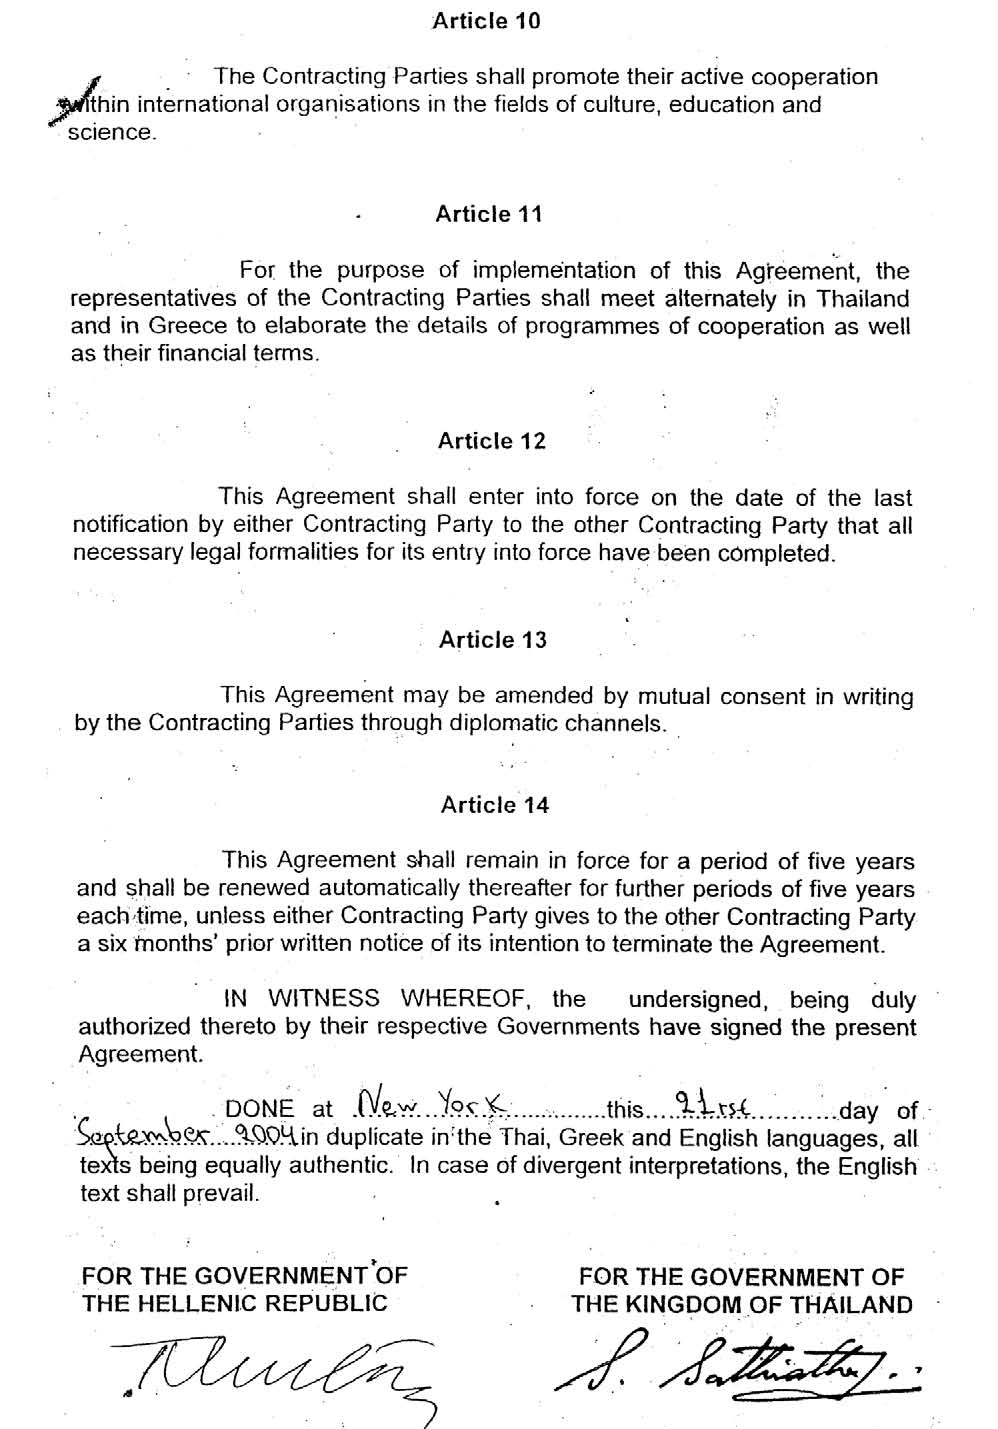 Article 10
The Contracting Parties shall promote their active cooperation
within international organisations in the fields of culture, education and
science.
Article 11
For the purpose of implementation of this Agreement, the
representatives of the Contracting Parties shall meet alternately in Thailand
and in Greece to elaborate the details of programmes of cooperation as well
as their financial terms.
Article 12
This Agreement shall enter into force on the date of the last
notification by either Contracting Party to the other Contracting Party that all
necessary legal formalities for its entry into force have been completed.
Article 13
This Agreement may be amended by mutual consent in writing
by the Contracting Parties through diplomatic channels.
Article 14
This Agreement shall remain in force for a period of five years
and shall be renewed automatically thereafter for further periods of five years
each time, unless either Contracting Party gives to the other Contracting Party
a six months' prior written notice of its intention to terminate the Agreement.
IN WITNESS WHEREOF, the undersigned, being duly
authorized thereto by their respective Governments have signed the present
Agreement.
DONE at New York this 21rst day of
September 2004 in duplicate in the Thai, Greek and English languages, all
texts being equally authentic. In case of divergent interpretations, the English
text shall prevail.
FOR THE GOVERNMENT OF
THE HELLENIC REPUBLIC
FOR THE GOVERNMENT OF
THE KINGDOM OF THAILAND
S. Sathirathai